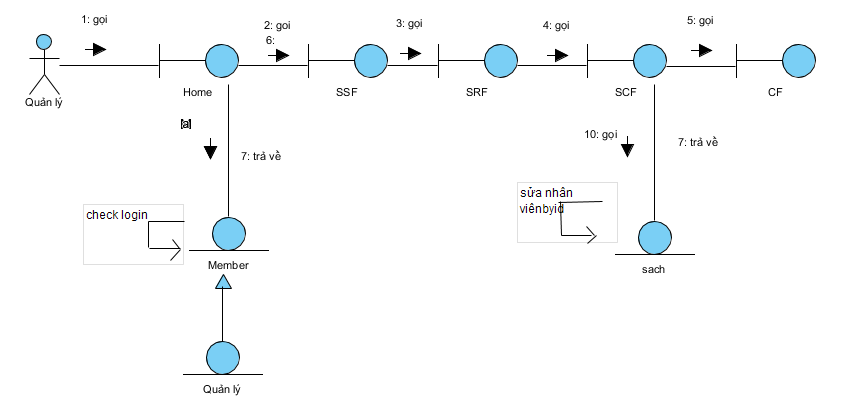 1: gọi
2: goi
6:
3: gọi
4: gọi
5: gọi
Quản lý
Home
SSF
SRF
SCF
CF
[a]
7: trả về
10: gọi
7: trả về
check login
sửa nhân
viênbyid
Member
sach
Quản lý